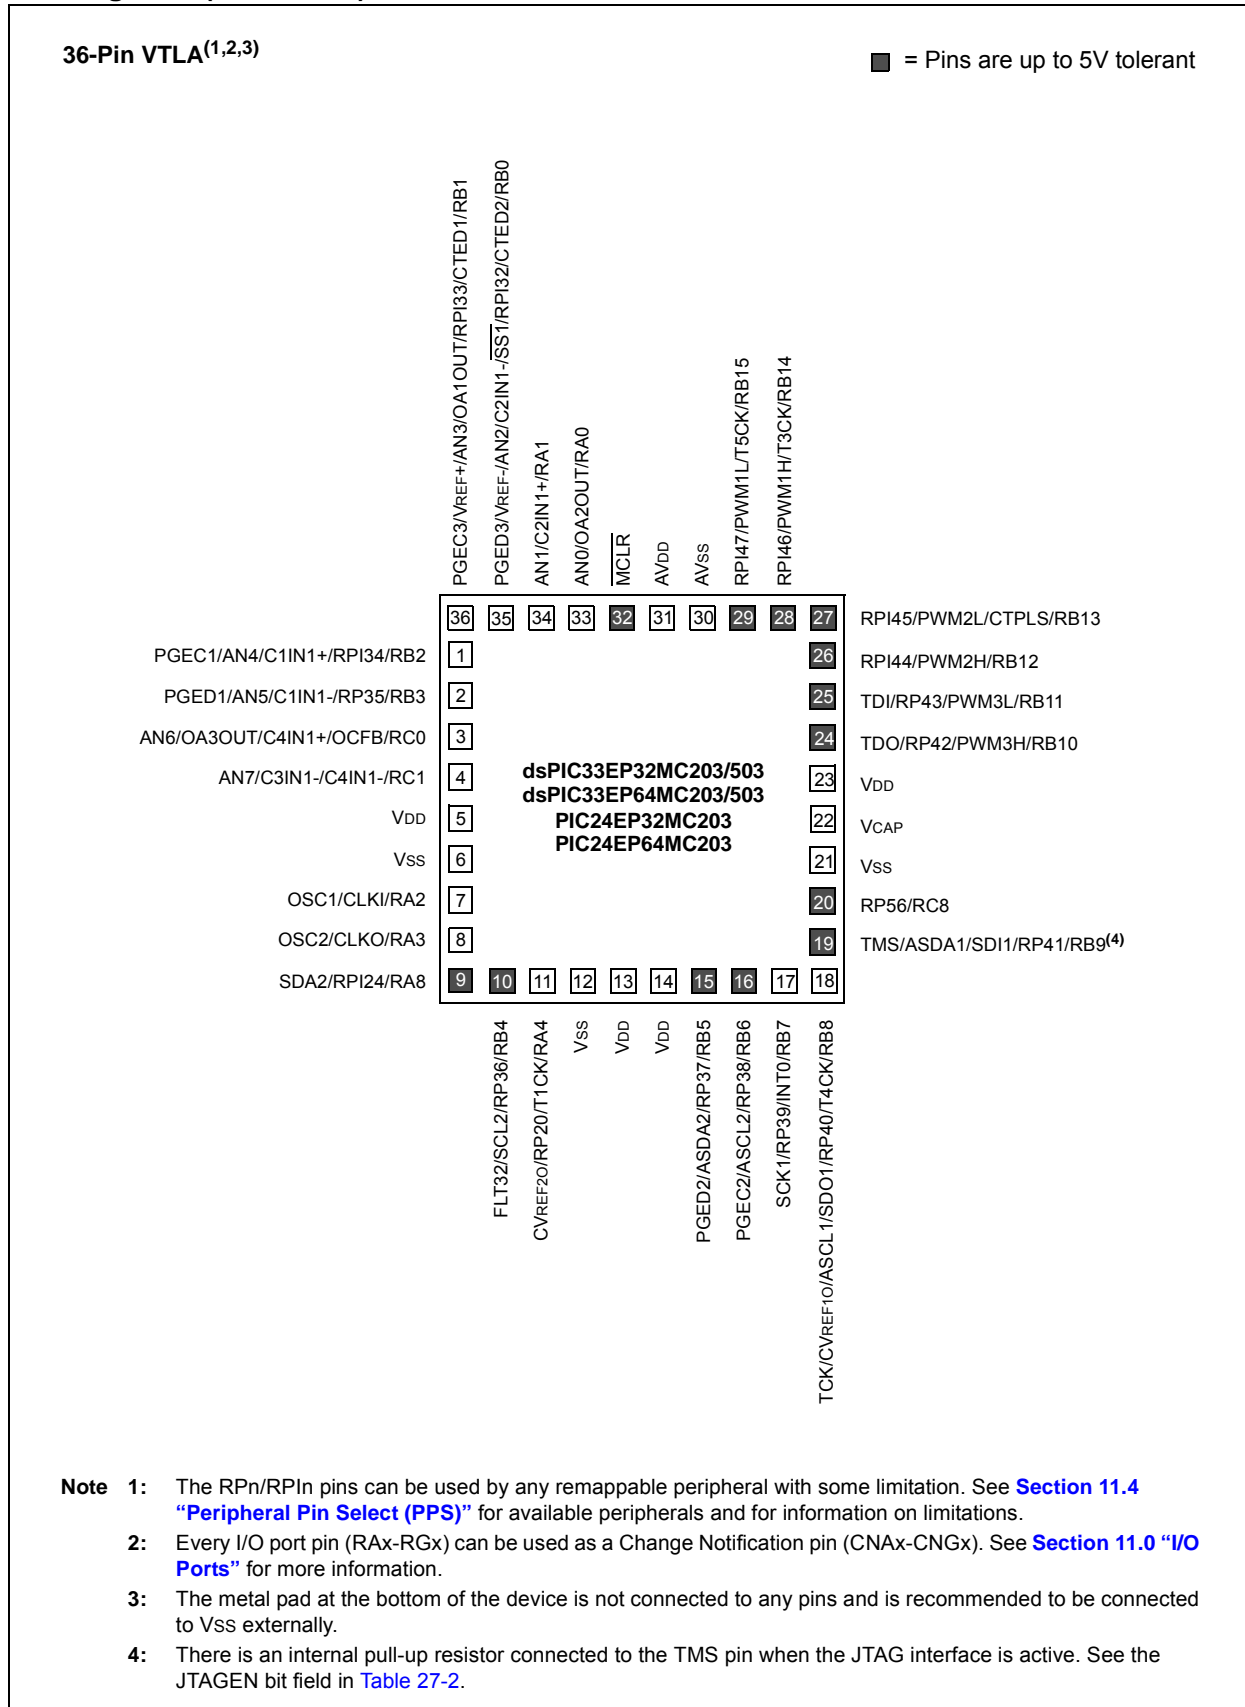 36-Pin VTLA(1,2,3)
= Pins are up to 5V tolerant
PGEC3/VREF+/AN3/OA1OUT/RPI33/CTED1/RB1
PGED3/VREF-/AN2/C2IN1-/SS1/RPI32/CTED2/RB0
AN1/C2IN1+/RA1
AN0/OA2OUT/RA0
MCLR
AVDD
AVSS
RPI47/PWM1L/T5CK/RB15
RPI46/PWM1H/T3CK/RB14
36 35 34 33 32 31 30 29 28 27 RPI45/PWM2L/CTPLS/RB13
PGEC1/AN4/C1IN1+/RPI34/RB2 1 26 RPI44/PWM2H/RB12
PGED1/AN5/C1IN1-/RP35/RB3 2 25 TDI/RP43/PWM3L/RB11
AN6/OA3OUT/C4IN1+/OCFB/RC0 3 24 TDO/RP42/PWM3H/RB10
AN7/C3IN1-/C4IN1-/RC1 4 23 VDD
dsPIC33EP32MC203/503
dsPIC33EP64MC203/503
PIC24EP32MC203
PIC24EP64MC203
VDD 5 22 VCAP
VSS 6 21 VSS
OSC1/CLKI/RA2 7 20 RP56/RC8
OSC2/CLKO/RA3 8 19 TMS/ASDA1/SDI1/RP41/RB9(4)
SDA2/RPI24/RA8 9 10 11 12 13 14 15 16 17 18
FLT32/SCL2/RP36/RB4
CVREF2O/RP20/T1CK/RA4
VSS
VDD
VDD
PGED2/ASDA2/RP37/RB5
PGEC2/ASCL2/RP38/RB6
SCK1/RP39/INT0/RB7
TCK/CVREF1O/ASCL1/SDO1/RP40/T4CK/RB8
Note 1: The RPn/RPIn pins can be used by any remappable peripheral with some limitation. See Section 11.4
“Peripheral Pin Select (PPS)” for available peripherals and for information on limitations.
2: Every I/O port pin (RAx-RGx) can be used as a Change Notification pin (CNAx-CNGx). See Section 11.0 “I/O
Ports” for more information.
3: The metal pad at the bottom of the device is not connected to any pins and is recommended to be connected
to VSS externally.
4: There is an internal pull-up resistor connected to the TMS pin when the JTAG interface is active. See the
JTAGEN bit field in Table 27-2.